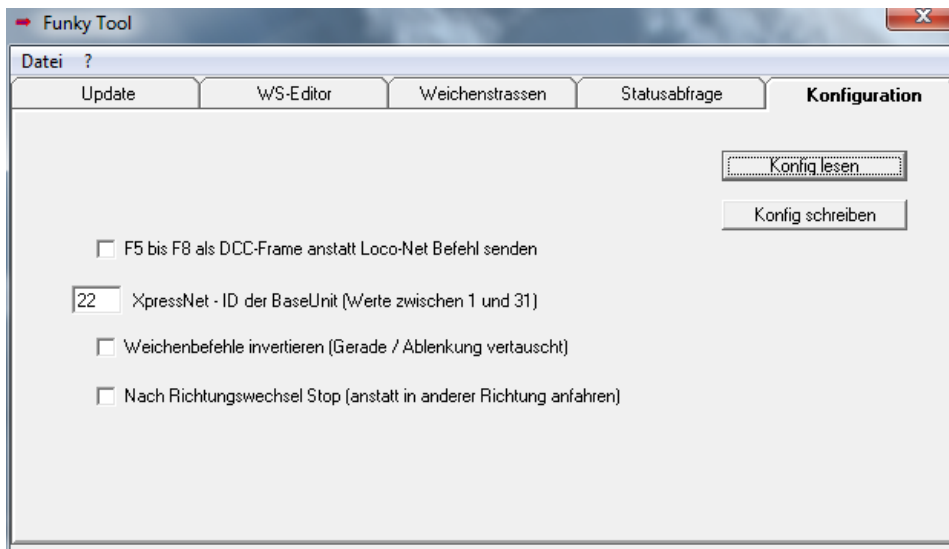 Funky Tool
Datei ?
Update WS-Editor Weichenstrassen Statusabfrage Konfiguration
Konfig lesen
Konfig schreiben
F5 bis F8 als DCC-Frame anstatt Loco-Net Befehl senden
22 XpressNet - ID der BaseUnit (Werte zwischen 1 und 31)
Weichenbefehle invertieren (Gerade / Ablenkung vertauscht)
Nach Richtungswechsel Stop (anstatt in anderer Richtung anfahren)